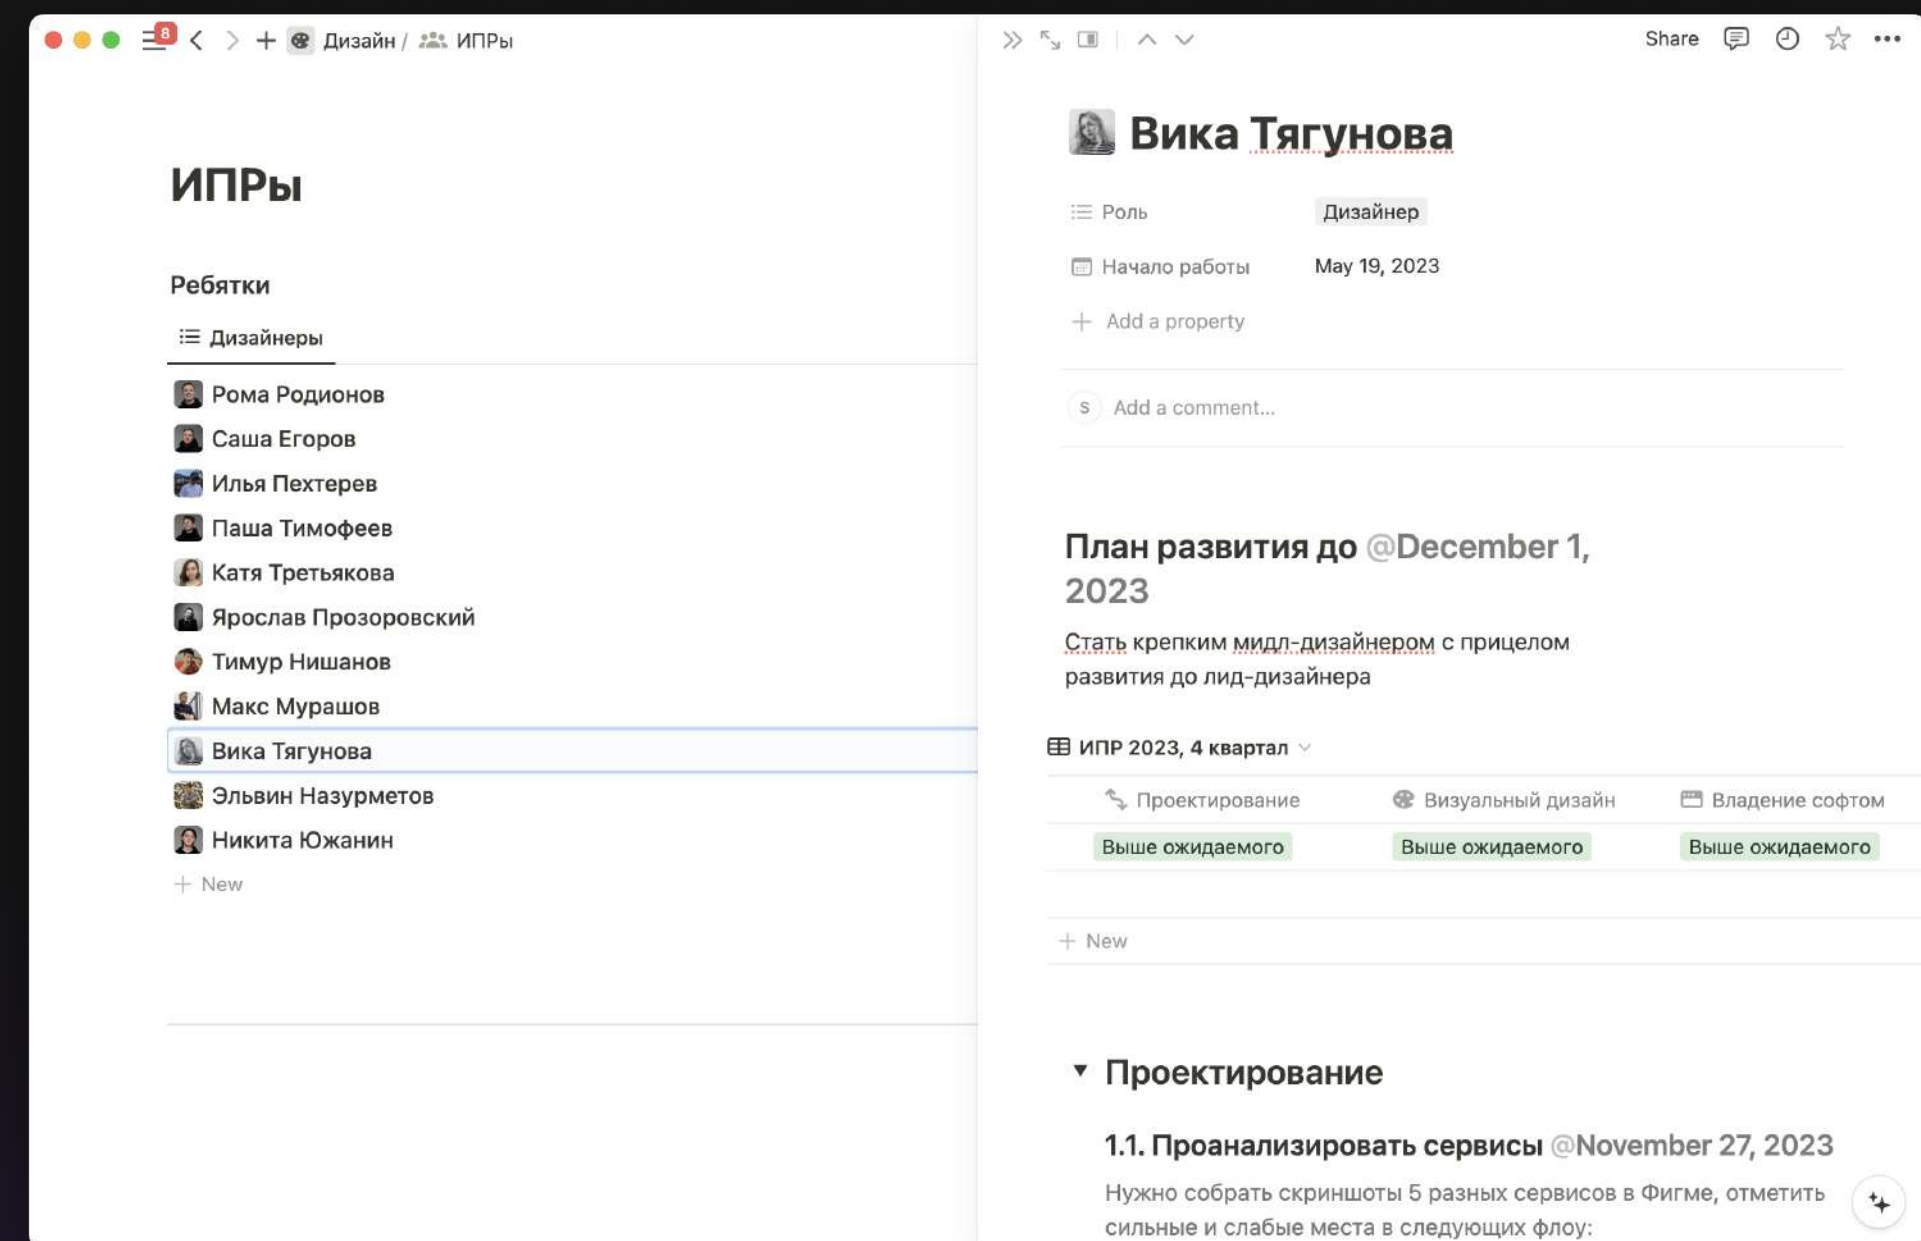 8
Дизайн / ИПРы
ИПРы
Ребятки
Дизайнеры
Рома Родионов
Саша Егоров
Илья Пехтерев
Паша Тимофеев
Катя Третьякова
Ярослав Прозоровский
Тимур Нишанов
Макс Мурашов
Вика Тягунова
Эльвин Назурметов
Никита Южанин
New
Share
Вика Тягунова
Роль Дизайнер
Начало работы May 19, 2023
Add a property
S Add a comment...
План развития до @December 1,
2023
Стать крепким мидл-дизайнером с прицелом
развития до лид-дизайнера
ИПР 2023, 4 квартал
Проектирование Визуальный дизайн Владение софтом
Выше ожидаемого Выше ожидаемого Выше ожидаемого
New
Проектирование
1.1. Проанализировать сервисы @November 27, 2023
Нужно собрать скриншоты 5 разных сервисов в Фигме, отметить
сильные и слабые места в следующих флоу: